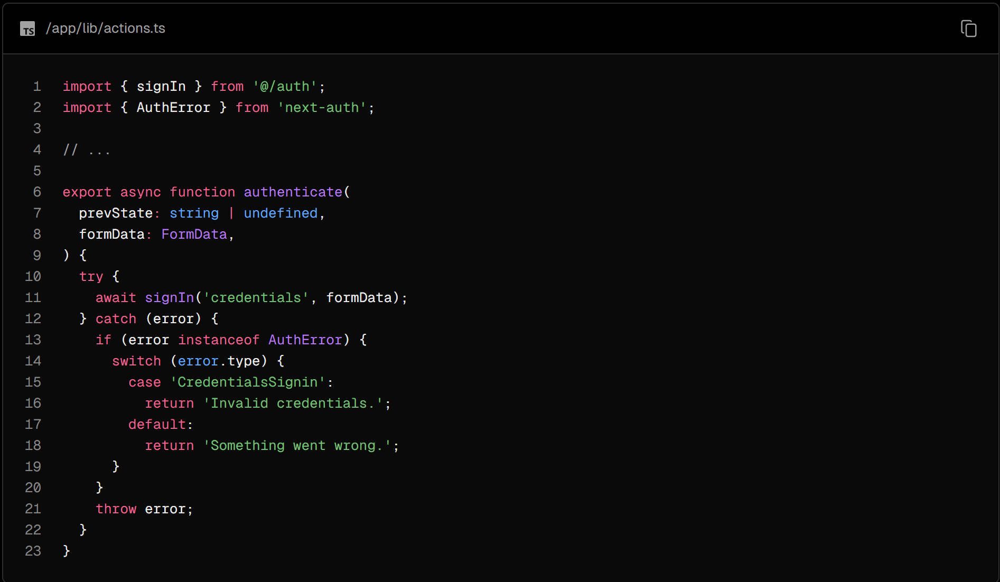 TS /app/lib/actions.ts
1 import { signIn } from '@/auth';
2 import { AuthError } from 'next-auth';
3
4 // ...
5
6 export async function authenticate(
7   prevState: string | undefined,
8   formData: FormData,
9 ) {
10   try {
11     await signIn('credentials', formData);
12   } catch (error) {
13     if (error instanceof AuthError) {
14       switch (error.type) {
15         case 'CredentialsSignin':
16           return 'Invalid credentials.';
17         default:
18           return 'Something went wrong.';
19       }
20     }
21     throw error;
22   }
23 }